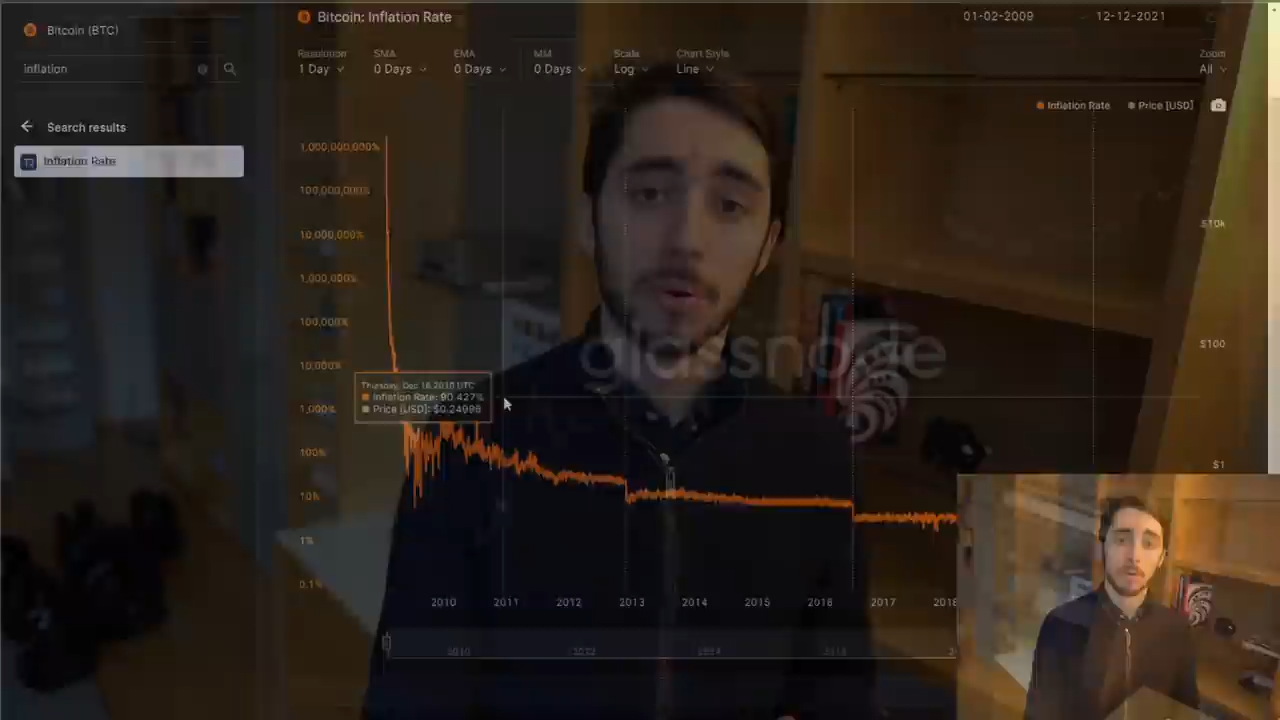 Bitcoin (BTC)
inflation
Search results
Inflation Rate
Bitcoin: Inflation Rate
01-02-2009
12-12-2021
Resolution
1 Day
SMA
0 Days
EMA
0 Days
MM
0 Days
Scale
Log
Chart Style
Line
Zoom
All
Inflation Rate
Price [USD]
1,000,000,000%
100,000,000%
10,000,000%
1,000,000%
100,000%
10,000%
1,000%
100%
10%
1%
0.1%
$10k
$100
$1
glassnode
Thursday, Dec 16 2010 UTC
Inflation Rate: 90.427%
Price [USD]: $0.24998
2010 2011 2012 2013 2014 2015 2016 2017 2018
2010 2012 2014 2016